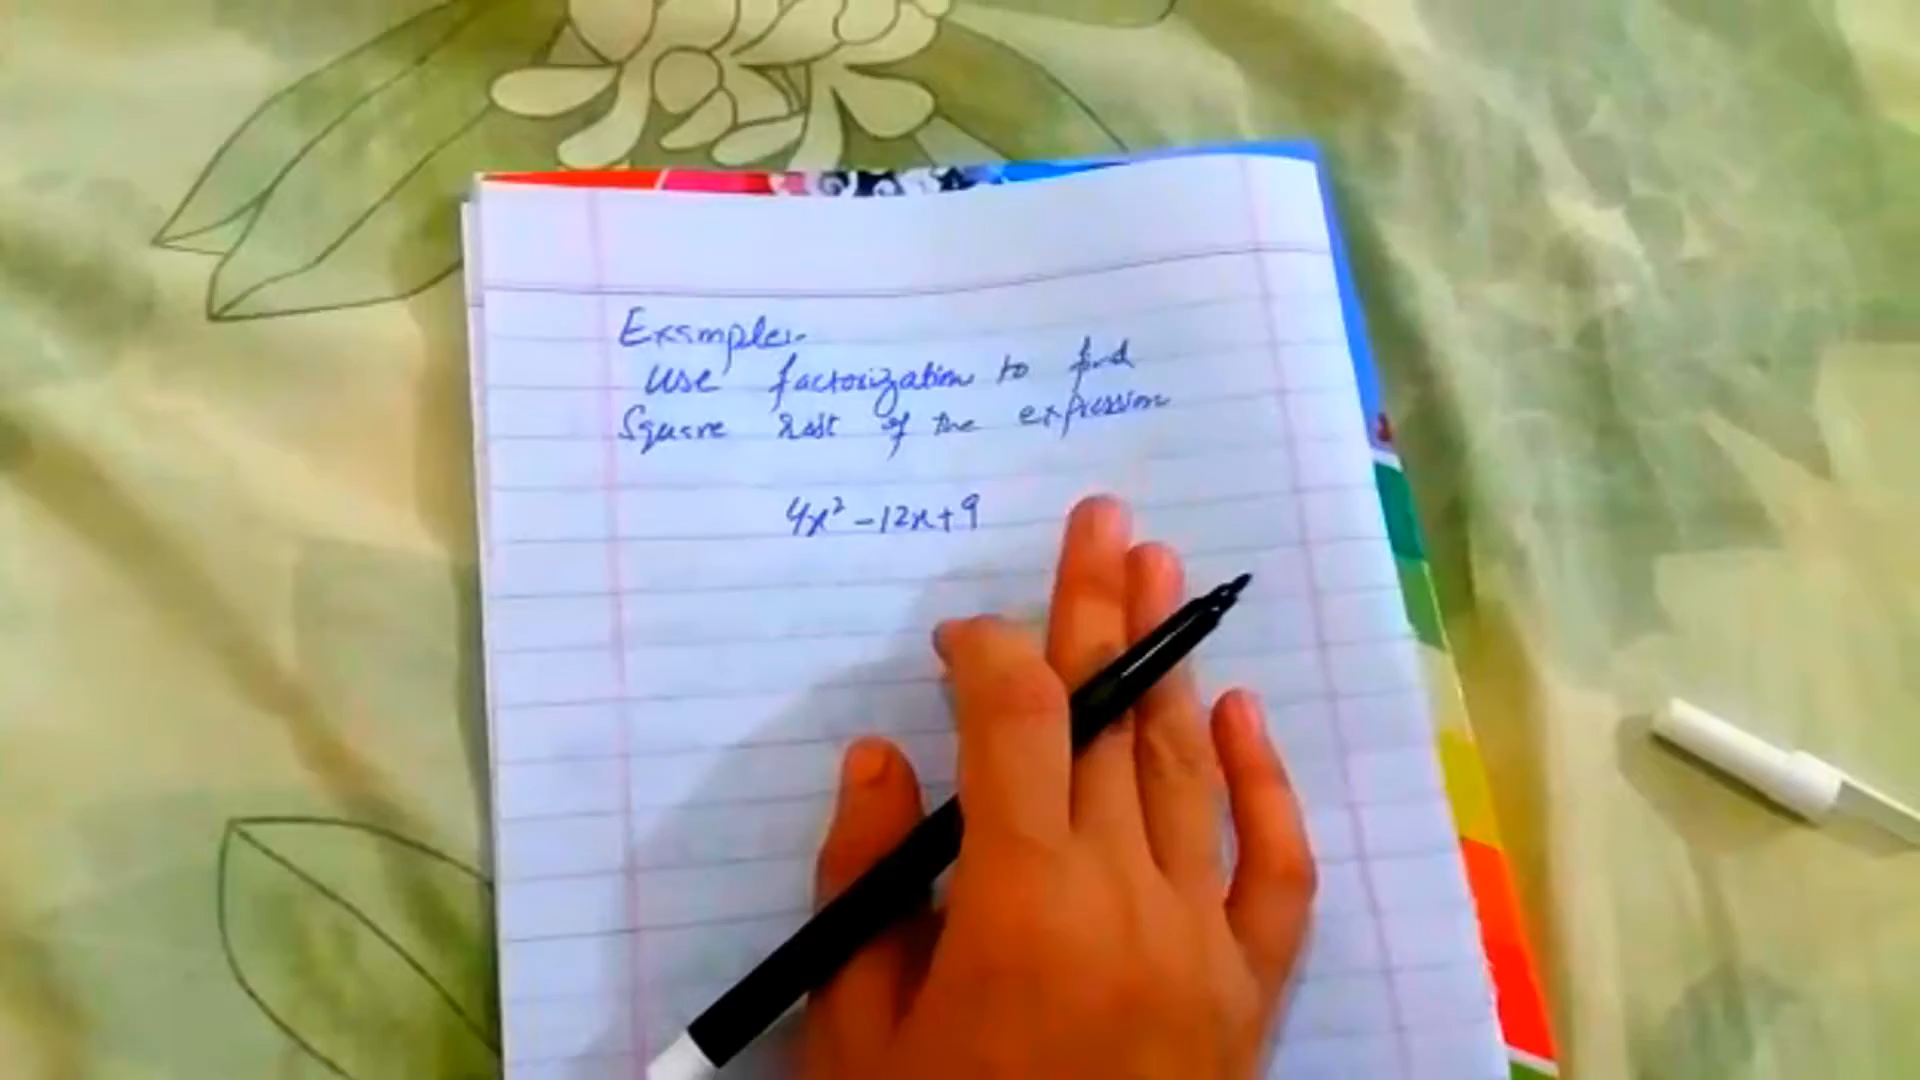 Example:-
Use factorization to find
Square root of the expression
4x² - 12x + 9